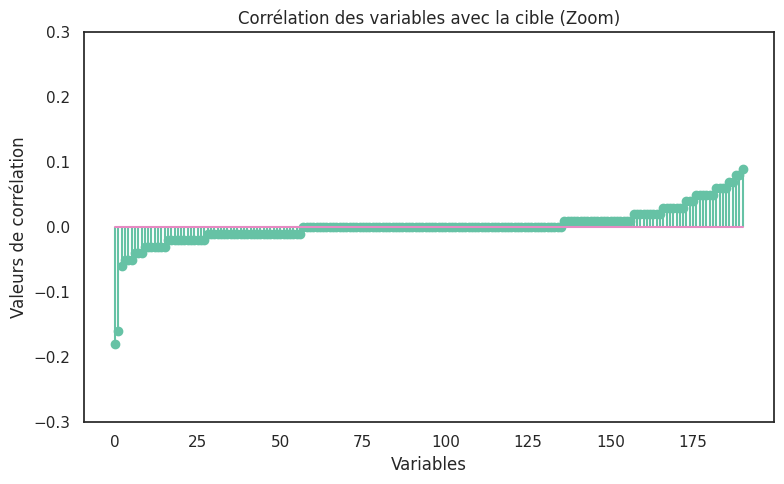 Corrélation des variables avec la cible (Zoom)
0.3
0.2
0.1
0.0
−0.1
−0.2
−0.3
Valeurs de corrélation
0 25 50 75 100 125 150 175
Variables